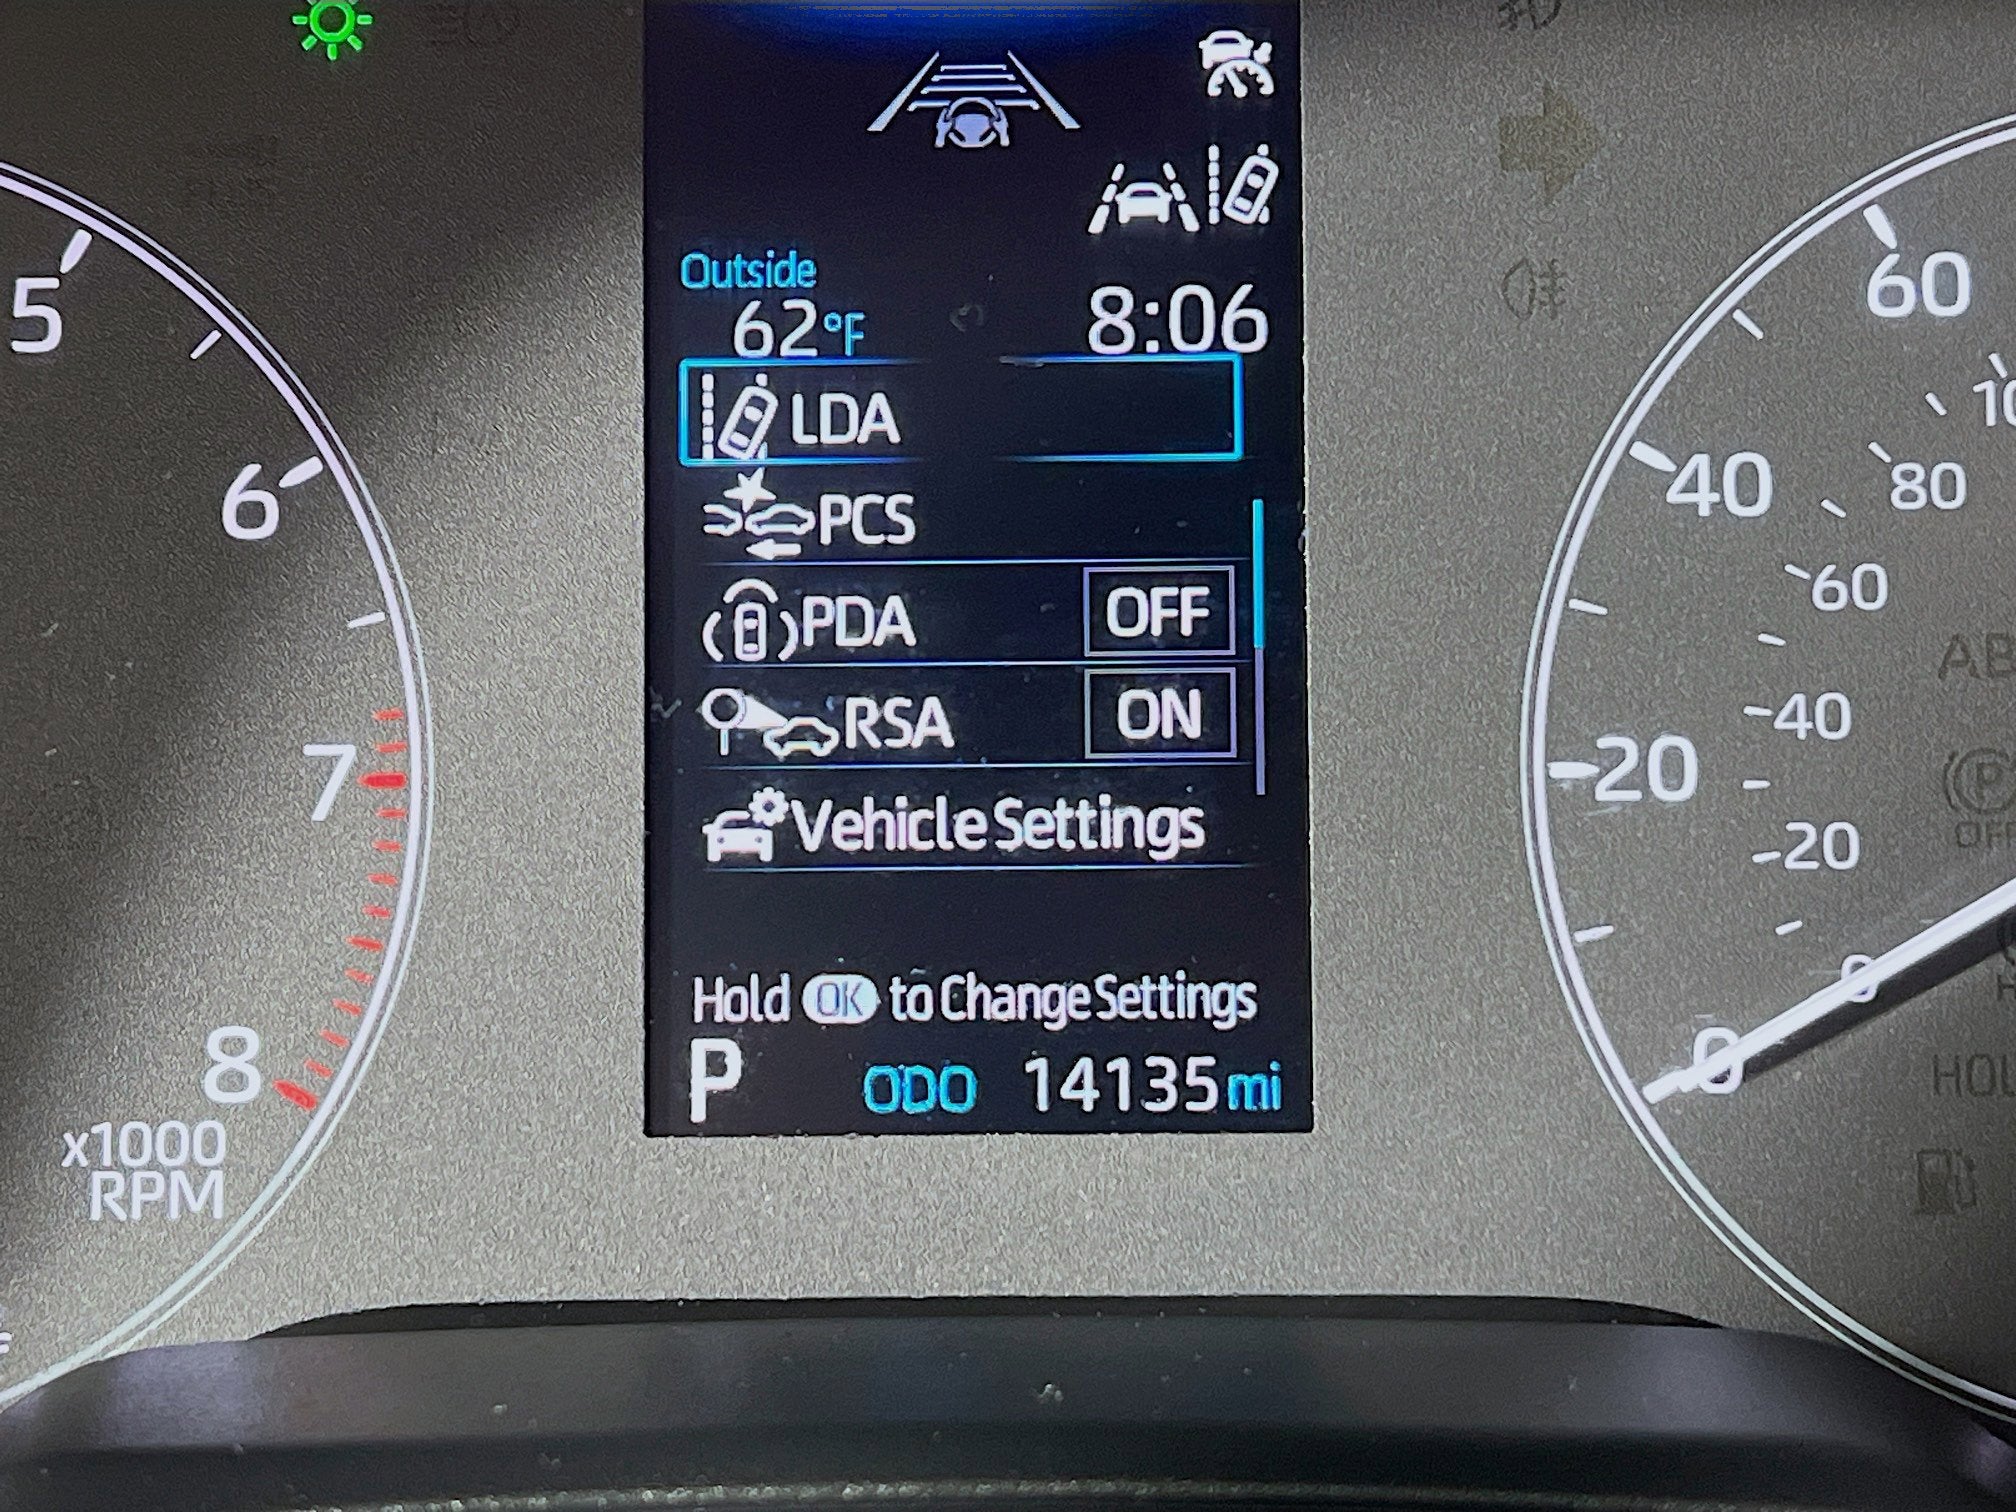 Outside
62°F 8:06
LDA
PCS
PDA OFF
RSA ON
Vehicle Settings
Hold OK to Change Settings
P ODO 14135 mi
5
6
7
8
x1000
RPM
60
40
20
0
80
60
40
20
0